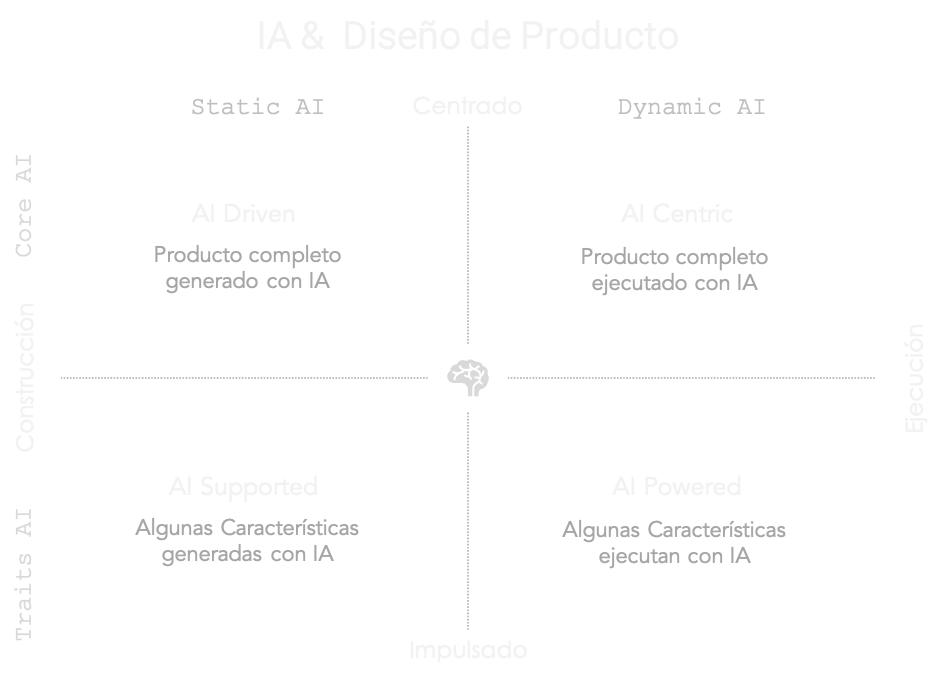 IA & Diseño de Producto
Static AI
Centrado
Dynamic AI
Core AI
AI Driven
Producto completo
generado con IA
AI Centric
Producto completo
ejecutado con IA
Construcción
Ejecución
AI Supported
Algunas Características
generadas con IA
AI Powered
Algunas Características
ejecutan con IA
Traits AI
Impulsado